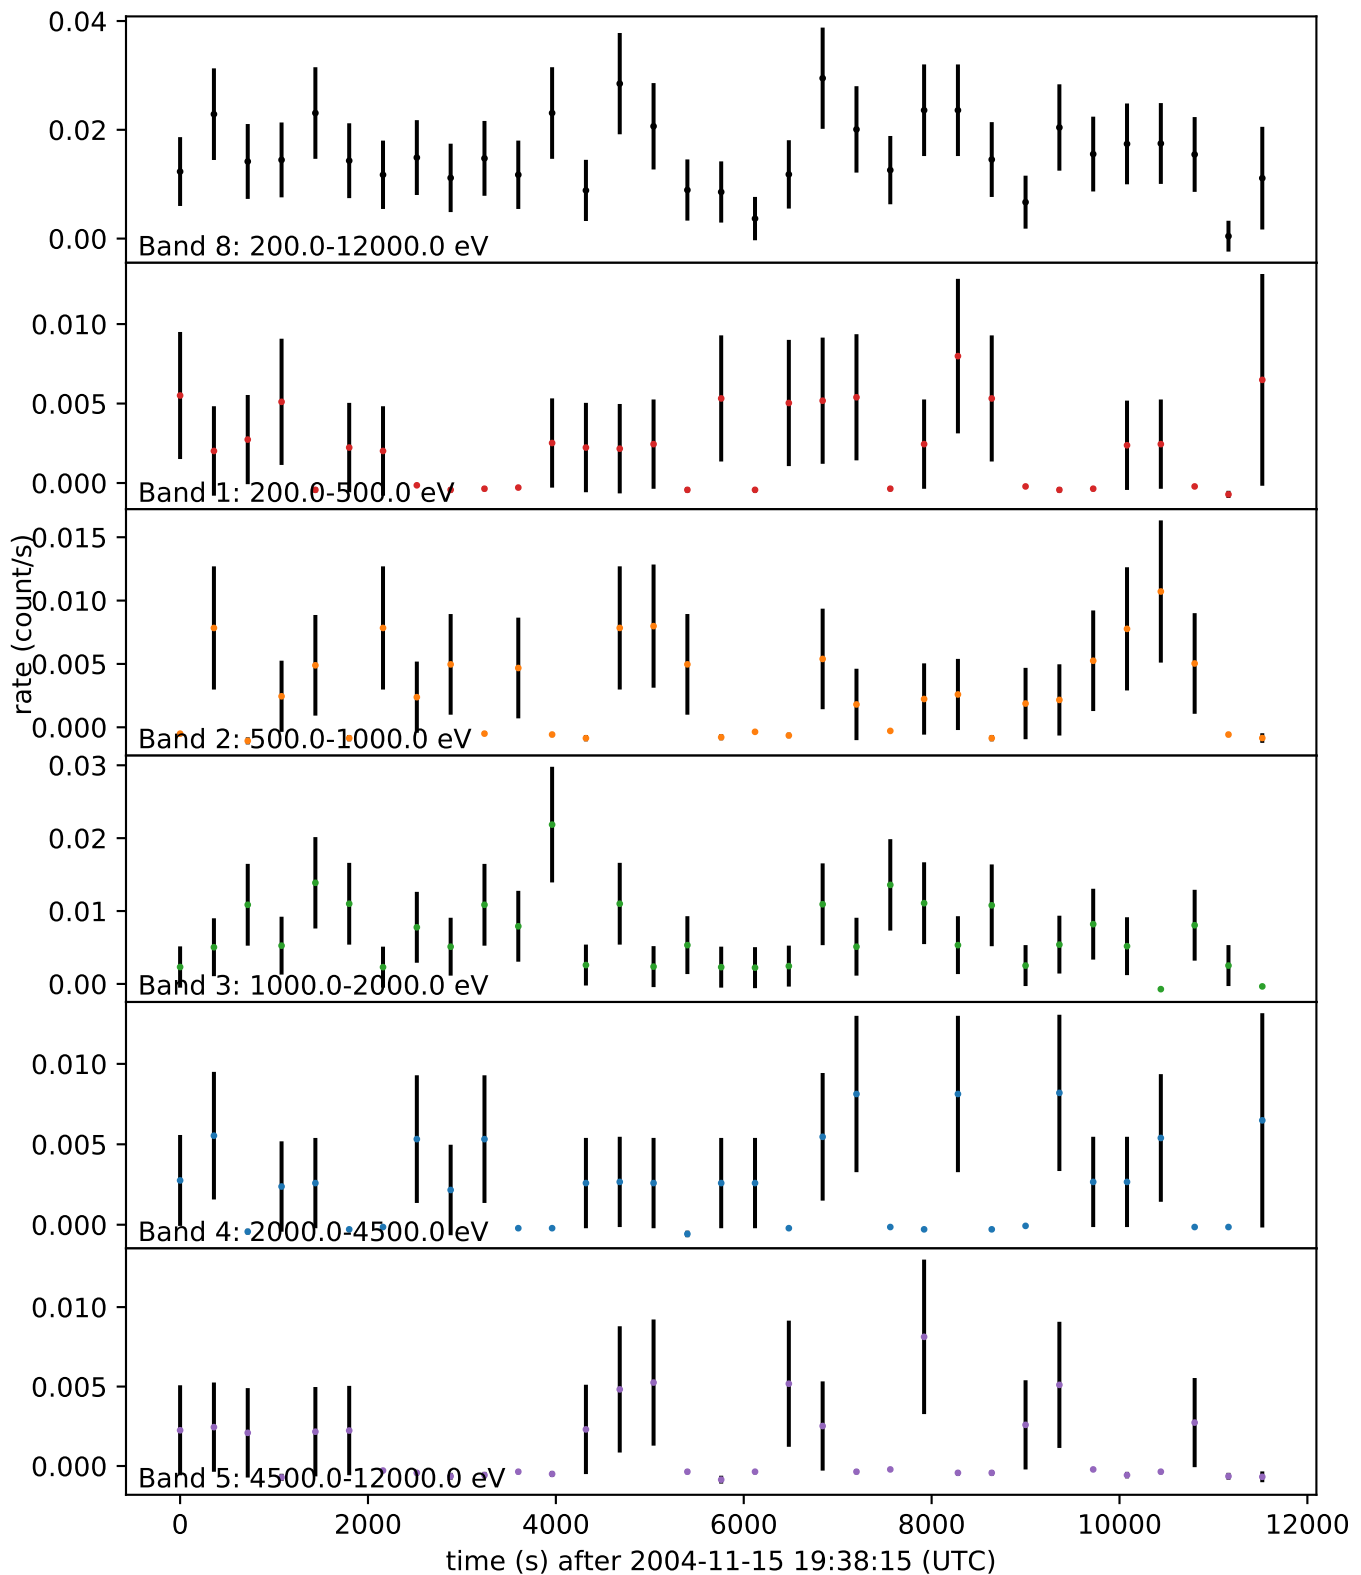 0.04
0.02
0.00
Band 8: 200.0-12000.0 eV
0.010
0.005
0.000
Band 1: 200.0-500.0 eV
rate (count/s)
0.015
0.010
0.005
0.000
Band 2: 500.0-1000.0 eV
0.03
0.02
0.01
0.00
Band 3: 1000.0-2000.0 eV
0.010
0.005
0.000
Band 4: 2000.0-4500.0 eV
0.010
0.005
0.000
Band 5: 4500.0-12000.0 eV
0 2000 4000 6000 8000 10000 12000
time (s) after 2004-11-15 19:38:15 (UTC)